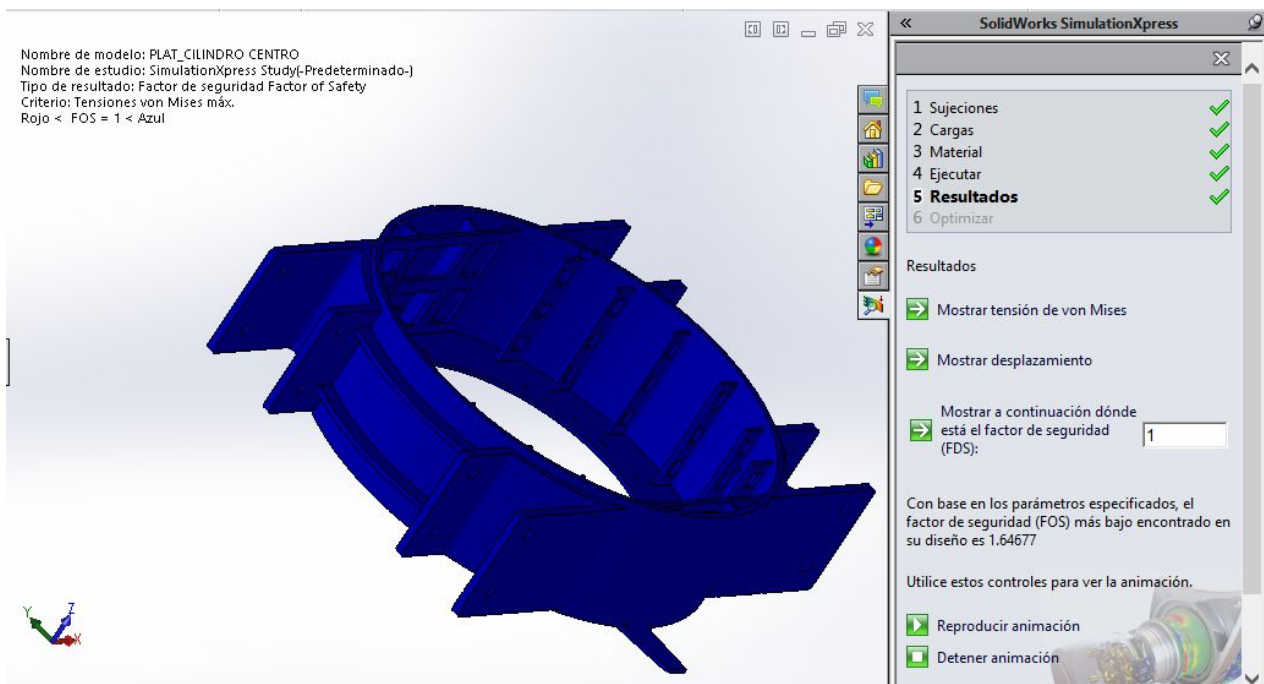 SolidWorks SimulationXpress
Nombre de modelo: PLAT_CILINDRO CENTRO
Nombre de estudio: SimulationXpress Study(-Predeterminado-)
Tipo de resultado: Factor de seguridad Factor of Safety
Criterio: Tensiones von Mises máx.
Rojo < FOS = 1 < Azul
1 Sujeciones
2 Cargas
3 Material
4 Ejecutar
5 Resultados
6 Optimizar
Resultados
Mostrar tensión de von Mises
Mostrar desplazamiento
Mostrar a continuación dónde
está el factor de seguridad
(FDS):
1
Con base en los parámetros especificados, el
factor de seguridad (FOS) más bajo encontrado en
su diseño es 1.64677
Utilice estos controles para ver la animación.
Reproducir animación
Detener animación
Y
Z
X